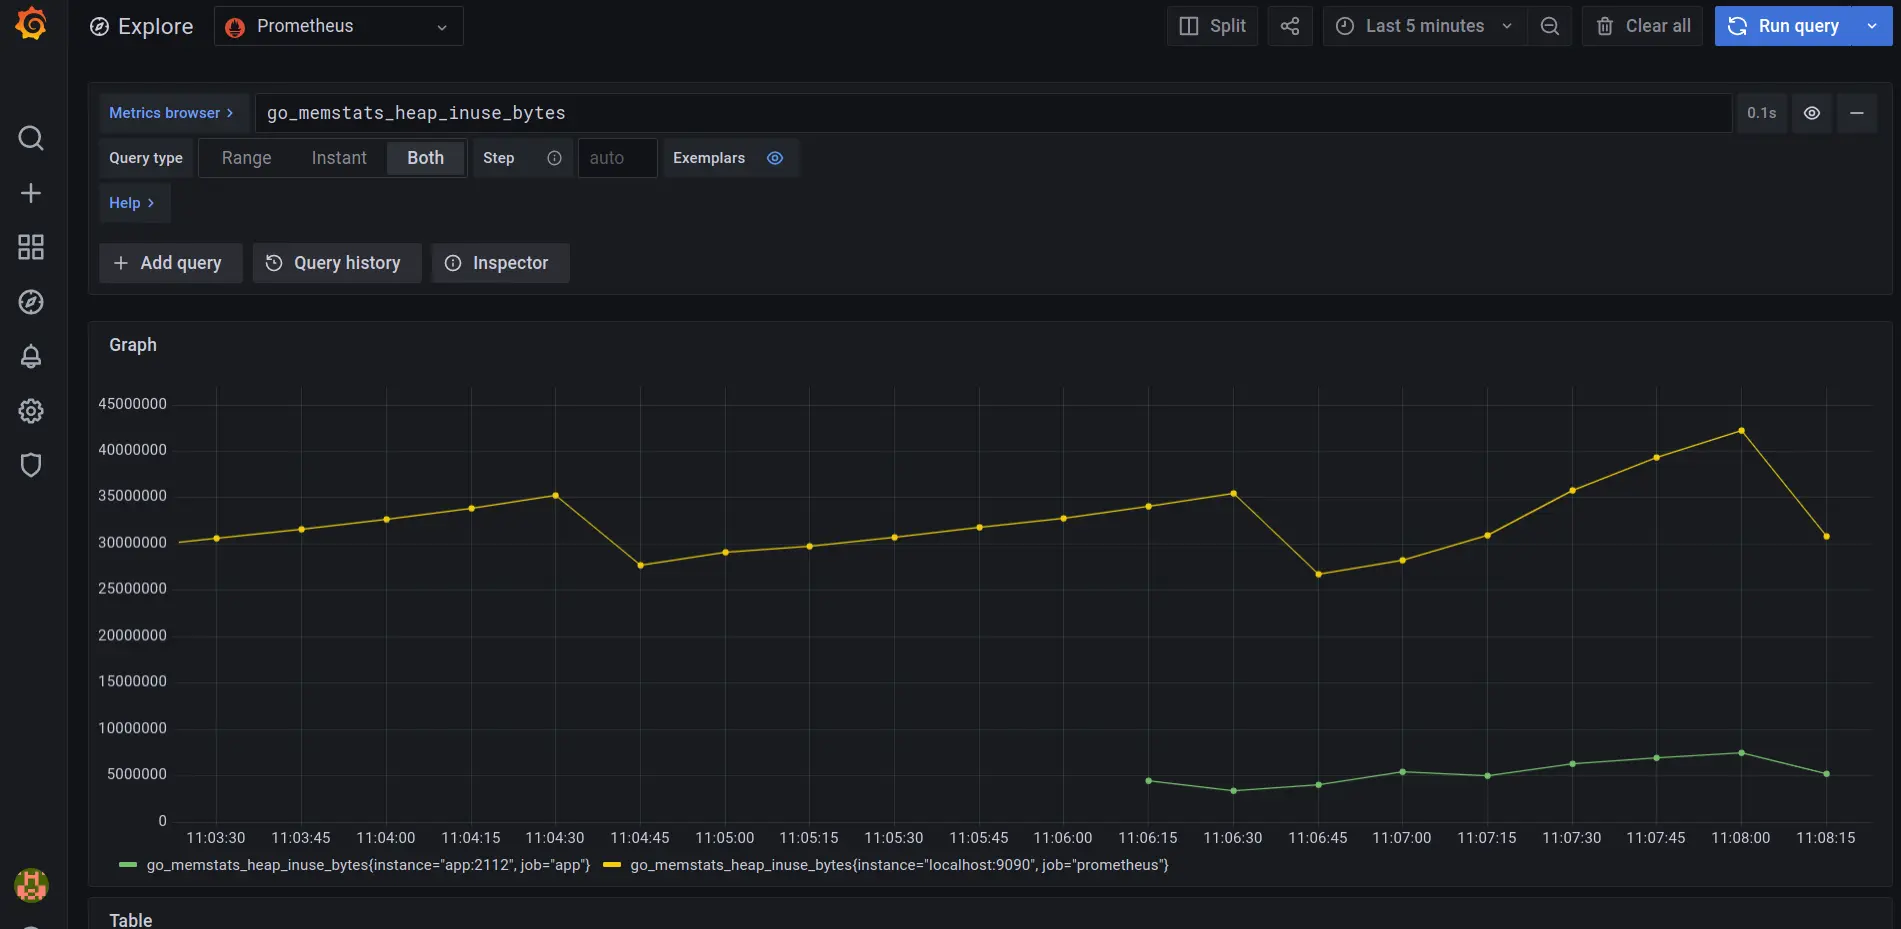 Explore Prometheus Split Last 5 minutes Clear all Run query
Metrics browser > go_memstats_heap_inuse_bytes 0.1s
Query type Range Instant Both Step auto Exemplars
Help >
+ Add query Query history Inspector
Graph
45000000
40000000
35000000
30000000
25000000
20000000
15000000
10000000
5000000
0
11:03:30 11:03:45 11:04:00 11:04:15 11:04:30 11:04:45 11:05:00 11:05:15 11:05:30 11:05:45 11:06:00 11:06:15 11:06:30 11:06:45 11:07:00 11:07:15 11:07:30 11:07:45 11:08:00 11:08:15
go_memstats_heap_inuse_bytes{instance="app:2112", job="app"} go_memstats_heap_inuse_bytes{instance="localhost:9090", job="prometheus"}
Table